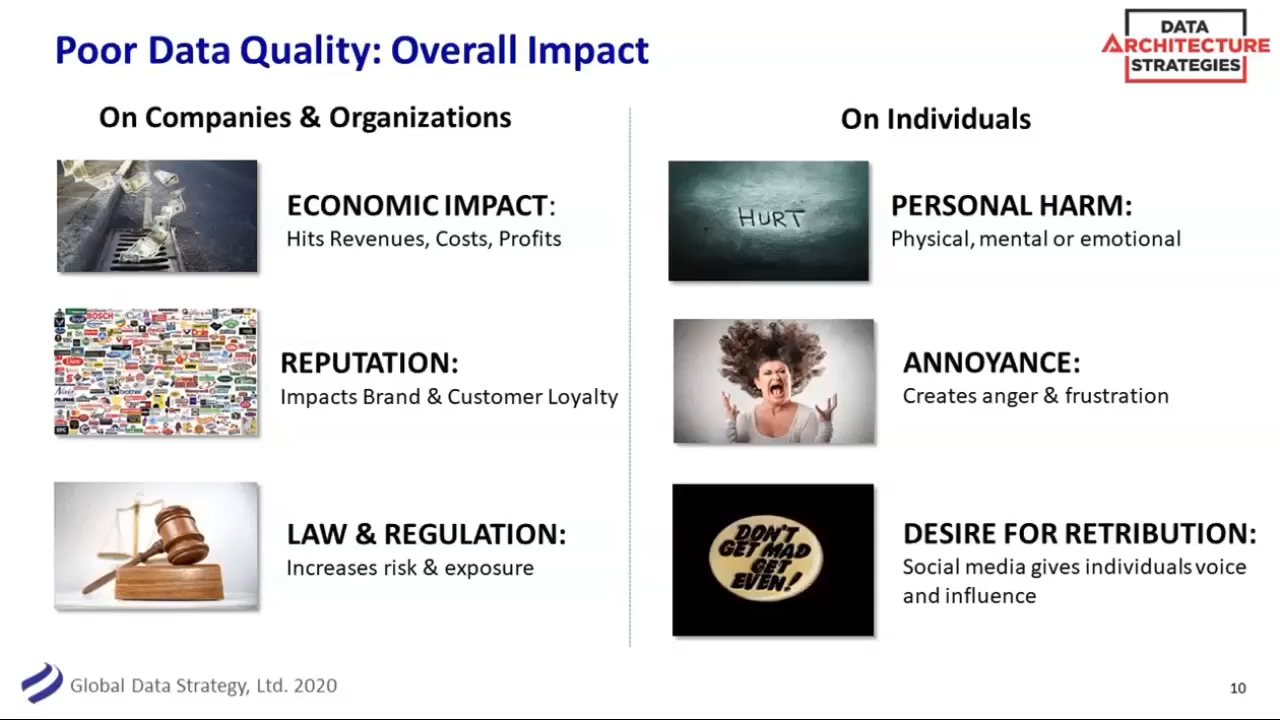 Poor Data Quality: Overall Impact
DATA
ARCHITECTURE
STRATEGIES
On Companies & Organizations
ECONOMIC IMPACT:
Hits Revenues, Costs, Profits
REPUTATION:
Impacts Brand & Customer Loyalty
BOSCH
brother
LAW & REGULATION:
Increases risk & exposure
On Individuals
HURT
PERSONAL HARM:
Physical, mental or emotional
ANNOYANCE:
Creates anger & frustration
DON'T
GET MAD
GET
EVEN!
DESIRE FOR RETRIBUTION:
Social media gives individuals voice
and influence
Global Data Strategy, Ltd. 2020
10